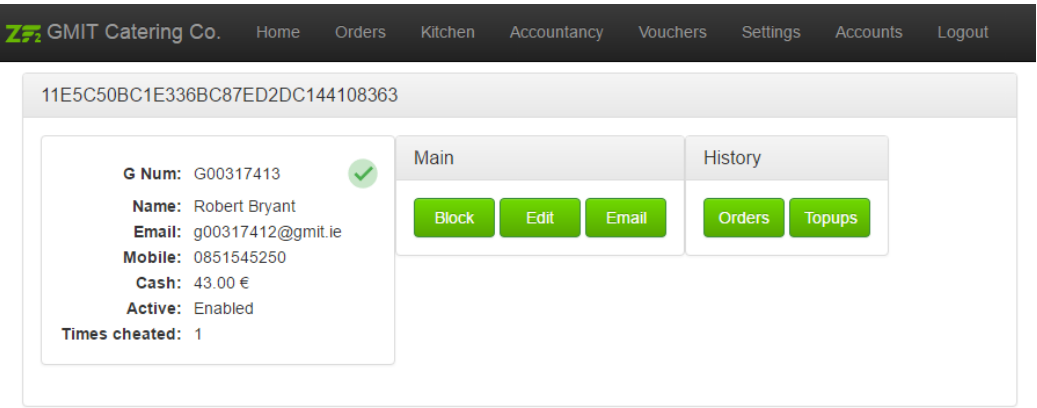 ZF2 GMIT Catering Co. Home Orders Kitchen Accountancy Vouchers Settings Accounts Logout
11E5C50BC1E336BC87ED2DC144108363
G Num: G00317413
Name: Robert Bryant
Email: g00317412@gmit.ie
Mobile: 0851545250
Cash: 43.00 €
Active: Enabled
Times cheated: 1
Main
Block Edit Email
History
Orders Topups